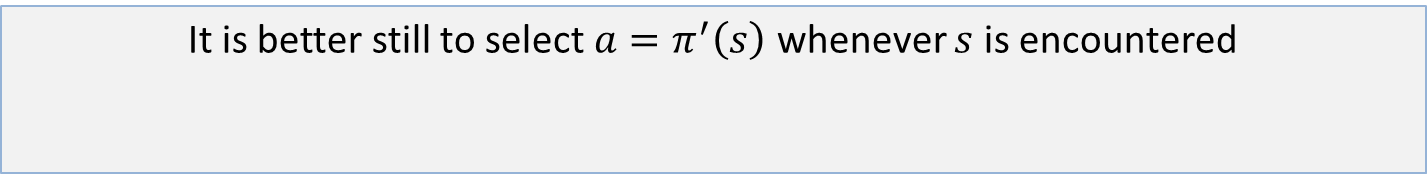 It is better still to select 𝑎 = 𝜋′(𝑠) whenever 𝑠 is encountered